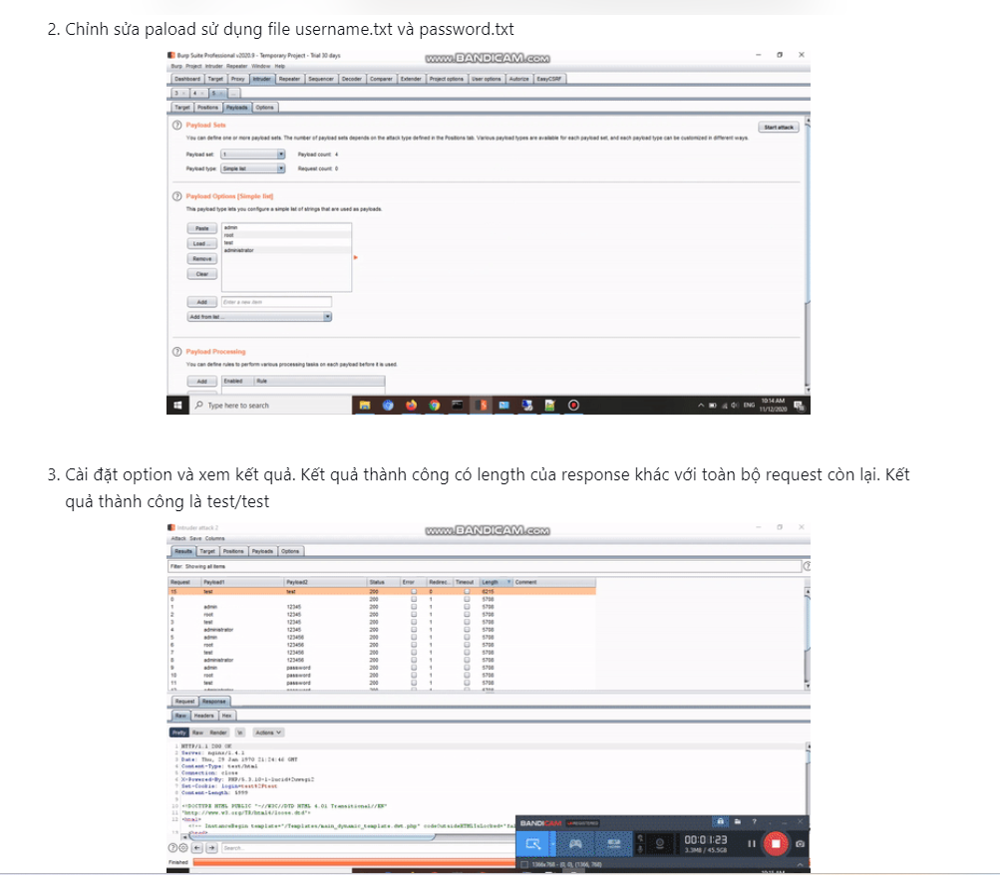 2. Chỉnh sửa paload sử dụng file username.txt và password.txt
Burp Suite Professional v2020.9 - Temporary Project - Trial 30 days
www.BANDICAM.com
Burp Project Intruder Repeater Window Help
Dashboard Target Proxy Intruder Repeater Sequencer Decoder Comparer Extender Project options User options Autorize EasyCSRF
3 4 5 ...
Target Positions Payloads Options
Payload Sets
Start attack
You can define one or more payload sets. The number of payload sets depends on the attack type defined in the Positions tab. Various payload types are available for each payload set, and each payload type can be customized in different ways.
Payload set: 1 Payload count: 4
Payload type: Simple list Request count: 0
Payload Options [Simple list]
This payload type lets you configure a simple list of strings that are used as payloads.
Paste admin
root
Load ... test
administrator
Remove
Clear
Add Enter a new item
Add from list ...
Payload Processing
You can define rules to perform various processing tasks on each payload before it is used.
Add Enabled Rule
Type here to search
ENG 10:14 AM
11/12/2020
3. Cài đặt option và xem kết quả. Kết quả thành công có length của response khác với toàn bộ request còn lại. Kết
quả thành công là test/test
Intruder attack 2
www.BANDICAM.com
Attack Save Columns
Results Target Positions Payloads Options
Filter: Showing all items
Request Payload1 Payload2 Status Error Redirec... Timeout Length Comment
15 test test 200 0 6215
0 200 1 5708
1 admin 12345 200 1 5708
2 root 12345 200 1 5708
3 test 12345 200 1 5708
4 administrator 12345 200 1 5708
5 admin 123456 200 1 5708
6 root 123456 200 1 5708
7 test 123456 200 1 5708
8 administrator 123456 200 1 5708
9 admin password 200 1 5708
10 root password 200 1 5708
11 test password 200 1 5708
Request Response
Raw Headers Hex
Pretty Raw Render \n Actions
1 HTTP/1.1 200 OK
2 Server: nginx/1.4.1
3 Date: Thu, 29 Jan 1970 21:24:46 GMT
4 Content-Type: text/html
5 Connection: close
6 X-Powered-By: PHP/5.3.10-1~lucid+2uwsgi2
7 Set-Cookie: login=test%2Ftest
8 Content-Length: 5999
9
10 <!DOCTYPE HTML PUBLIC "-//W3C//DTD HTML 4.01 Transitional//EN"
11 "http://www.w3.org/TR/html4/loose.dtd">
12 <html>
<!-- InstanceBegin template="/Templates/main_dynamic_template.dwt.php" codeOutsideHTMLIsLocked="fal
Search...
Finished
BANDICAM UNREGISTERED
00:01:23
3.3MB / 45.5GB
1366x768 - (0, 0), (1366, 768)